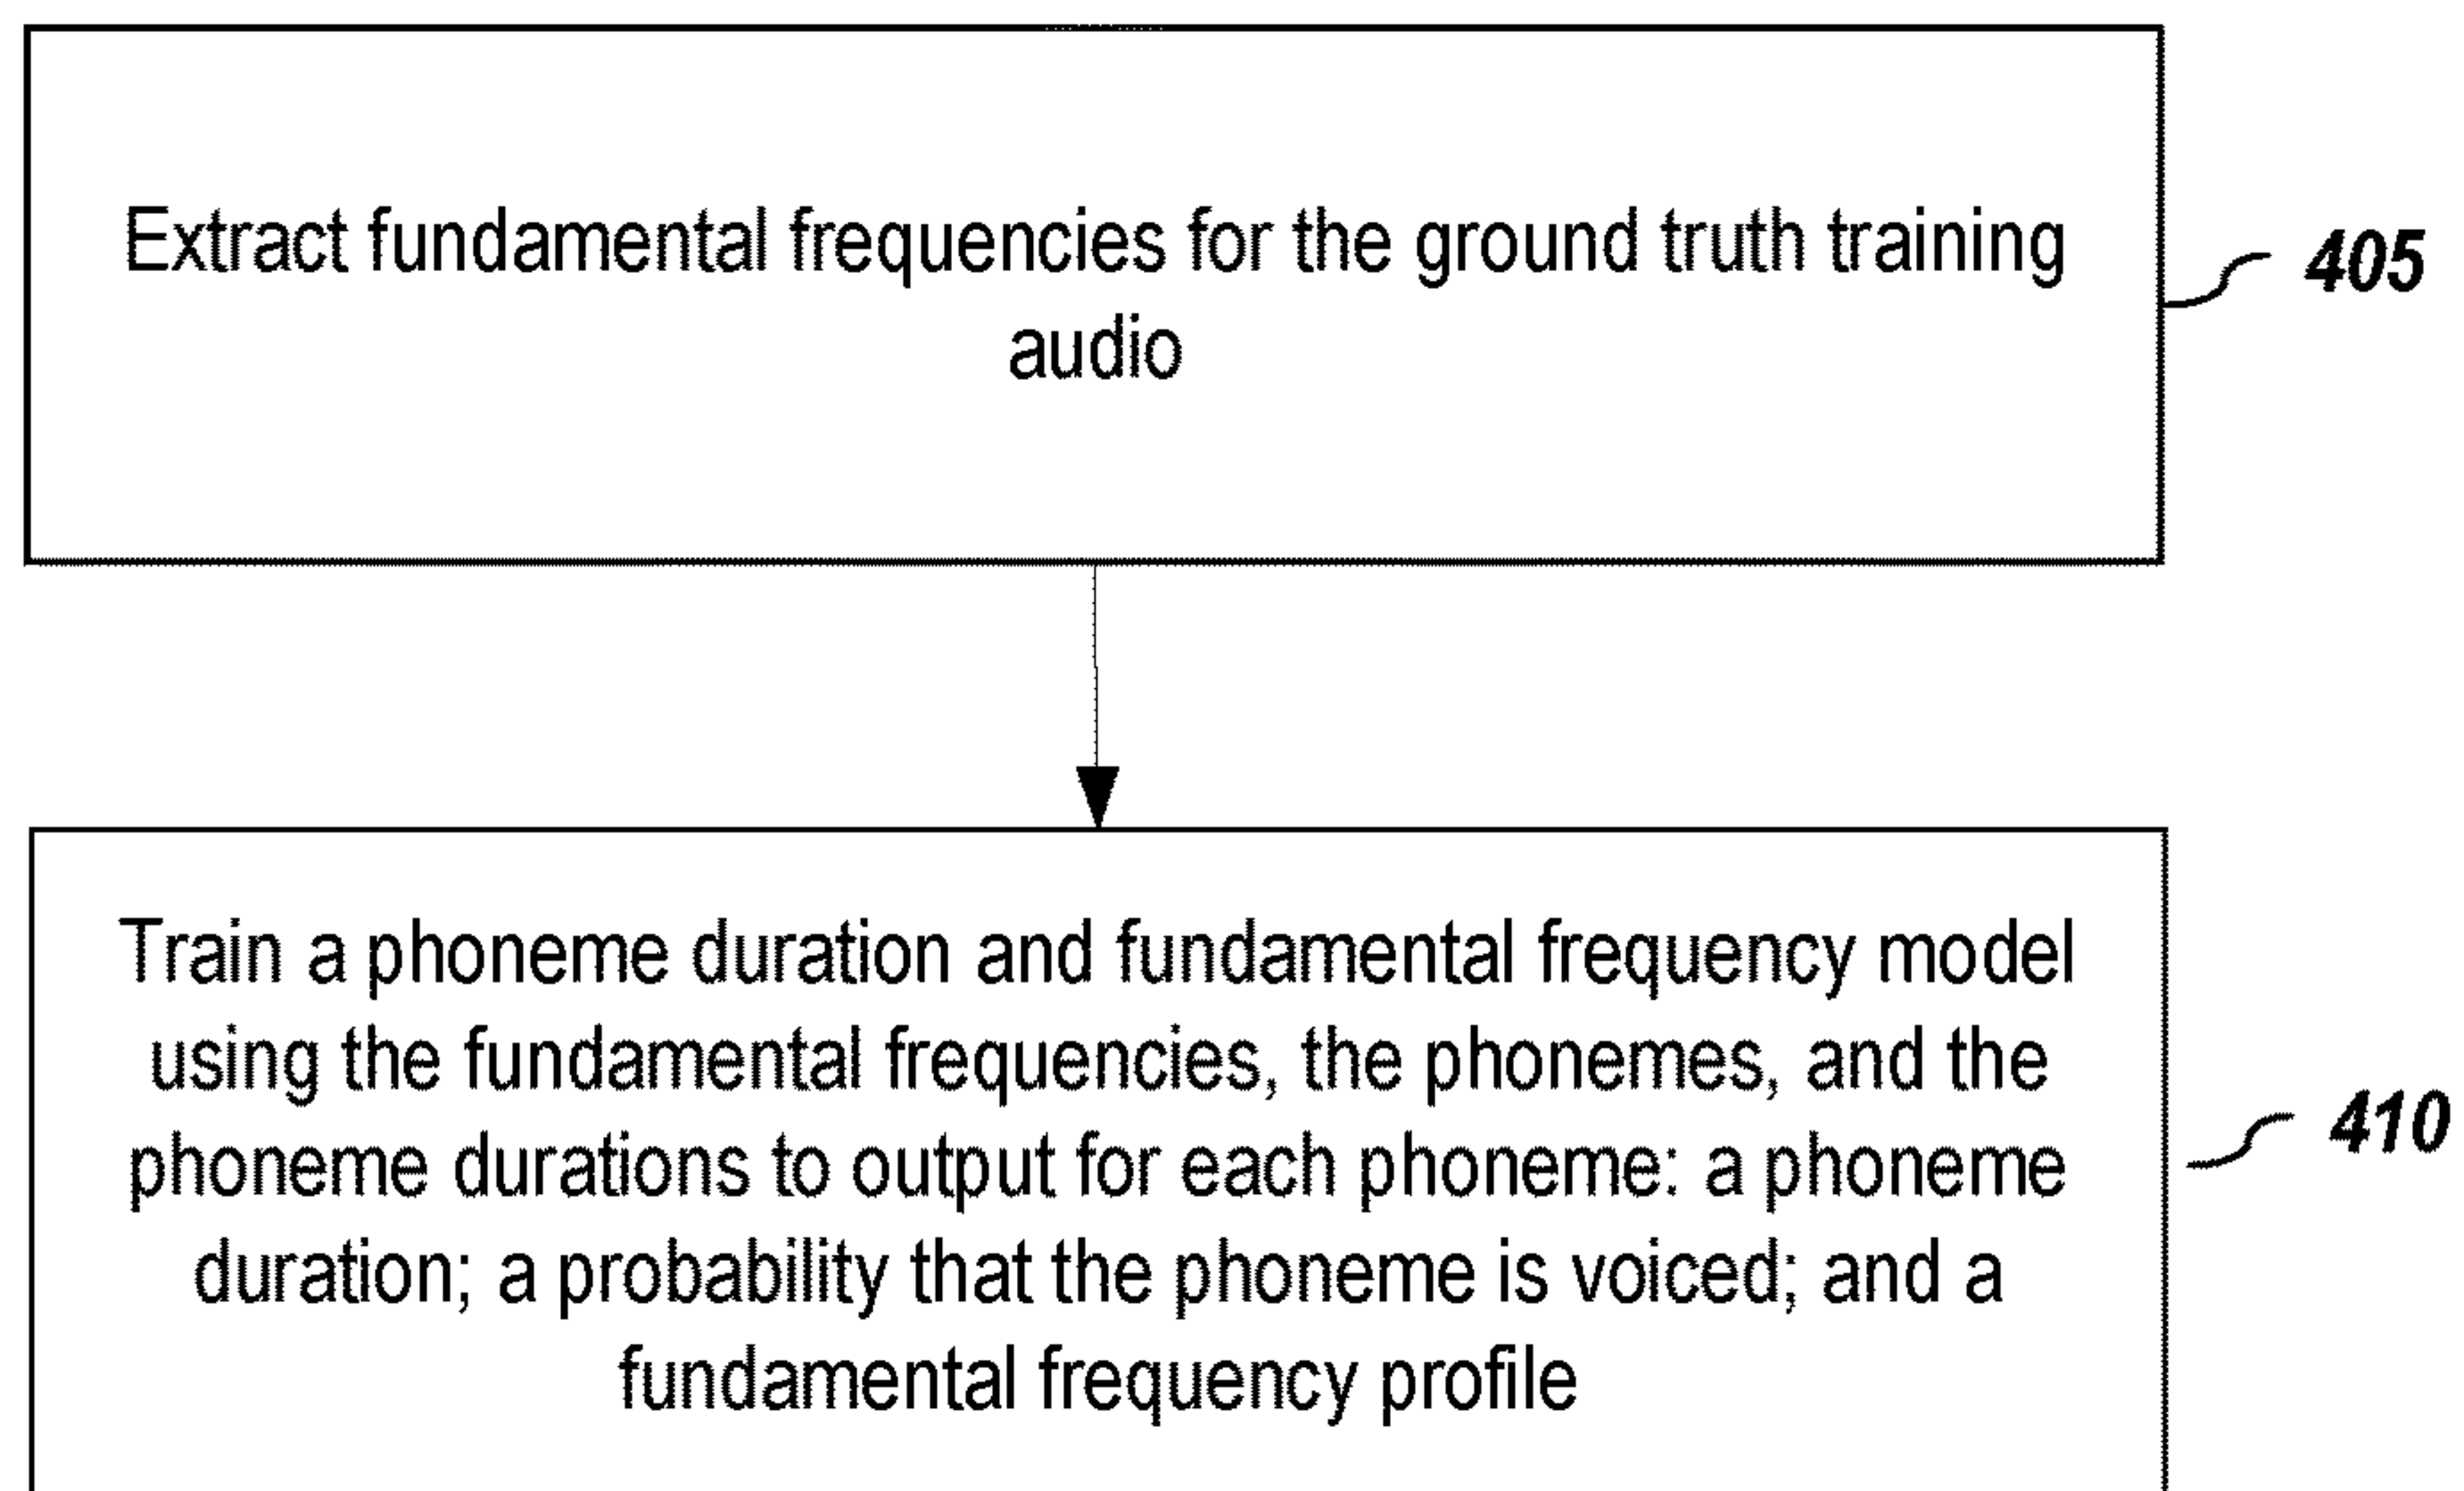 Extract fundamental frequencies for the ground truth training
audio
405
Train a phoneme duration and fundamental frequency model
using the fundamental frequencies, the phonemes, and the
phoneme durations to output for each phoneme: a phoneme
duration; a probability that the phoneme is voiced; and a
fundamental frequency profile
410